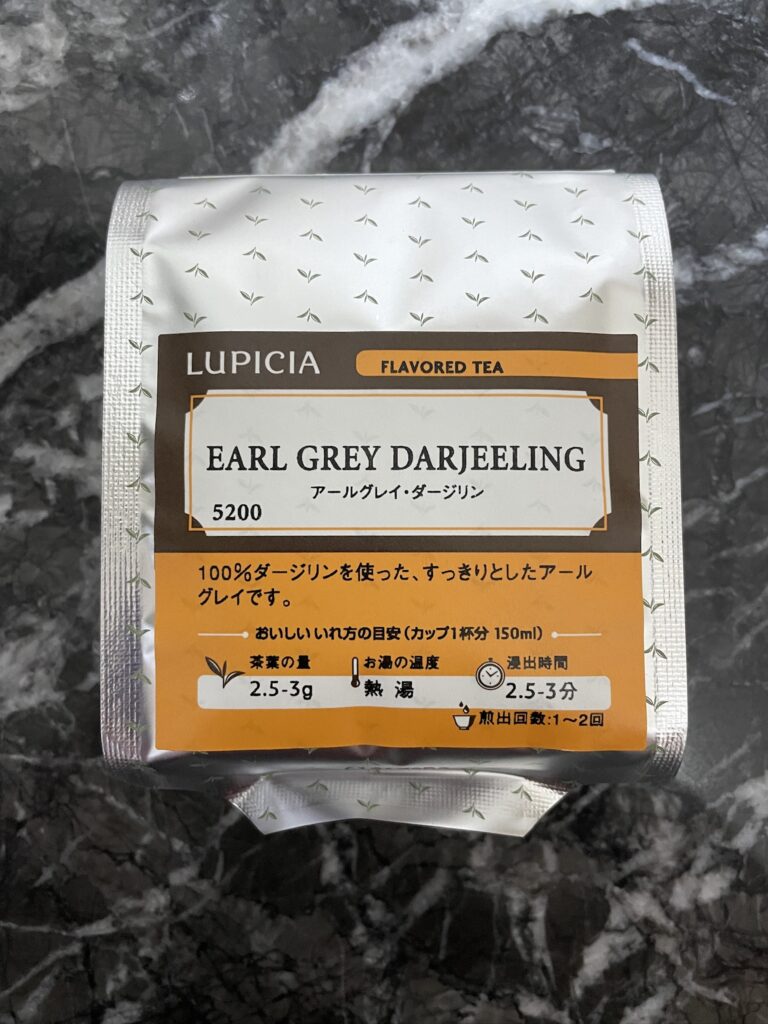 LUPICIA FLAVORED TEA
EARL GREY DARJEELING
アールグレイ・ダージリン
5200
100%ダージリンを使った、すっきりとしたアール
グレイです。
おいしいいれ方の目安(カップ1杯分 150ml)
茶葉の量 お湯の温度 浸出時間
2.5-3g 熱湯 2.5-3分
煎出回数:1〜2回